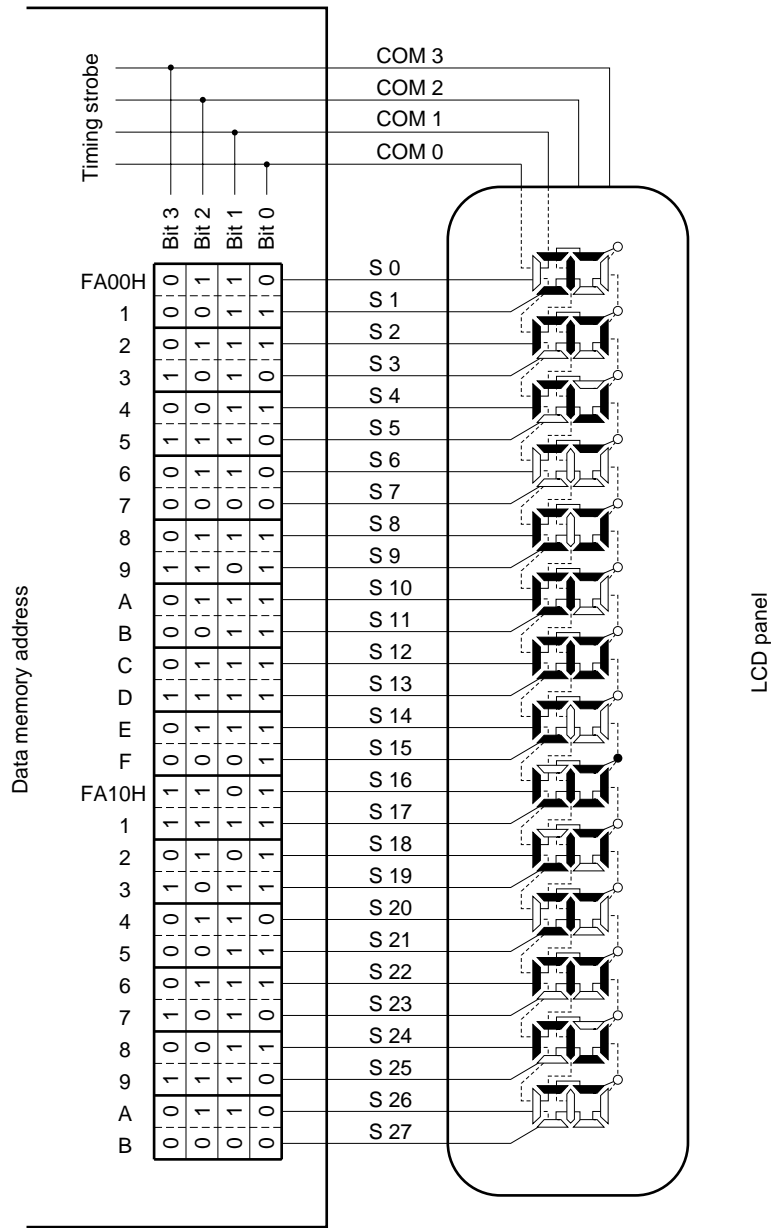 Timing strobe
COM 3
COM 2
COM 1
COM 0
Bit 3 Bit 2 Bit 1 Bit 0
Data memory address
FA00H 0 1 1 0 S 0
1 0 0 1 1 S 1
2 0 1 1 1 S 2
3 1 0 1 0 S 3
4 0 0 1 1 S 4
5 1 1 1 0 S 5
6 0 1 1 0 S 6
7 0 0 0 0 S 7
8 0 1 1 1 S 8
9 1 1 0 1 S 9
A 0 1 1 1 S 10
B 0 0 1 1 S 11
C 0 1 1 1 S 12
D 1 1 1 1 S 13
E 0 1 1 1 S 14
F 0 0 0 1 S 15
FA10H 1 1 0 1 S 16
1 1 1 1 1 S 17
2 0 1 0 1 S 18
3 1 0 1 1 S 19
4 0 1 1 0 S 20
5 0 0 1 1 S 21
6 0 1 1 1 S 22
7 1 0 1 0 S 23
8 0 0 1 1 S 24
9 1 1 1 0 S 25
A 0 1 1 0 S 26
B 0 0 0 0 S 27
LCD panel